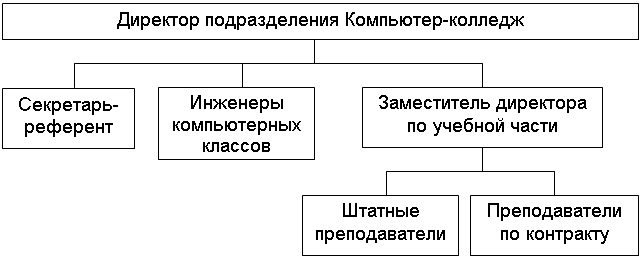 Директор подразделения Компьютер-колледж
Секретарь-
референт
Инженеры
компьютерных
классов
Заместитель директора
по учебной части
Штатные
преподаватели
Преподаватели
по контракту